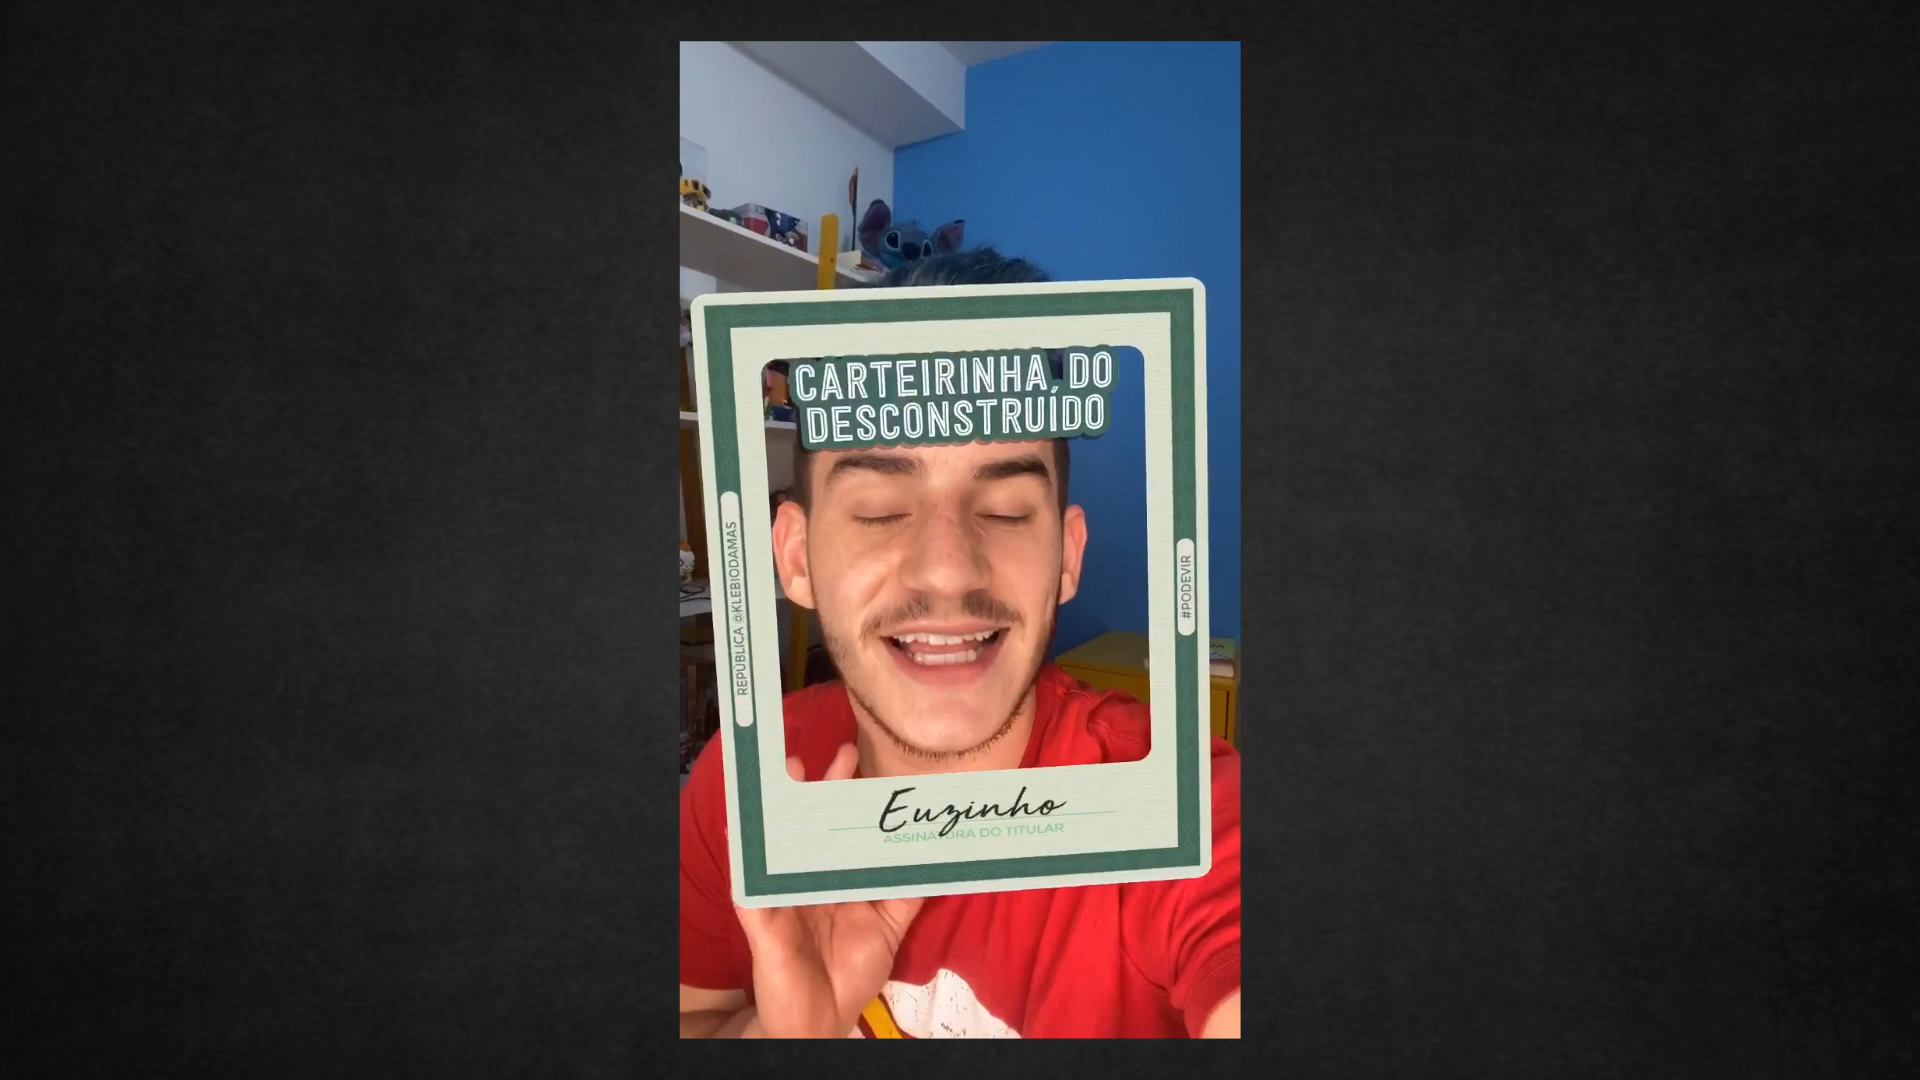 CARTEIRINHA DO
DESCONSTRUÍDO
REPÚBLICA @KLEBIODAMAS
#PODEVIR
Euzinho
ASSINATURA DO TITULAR